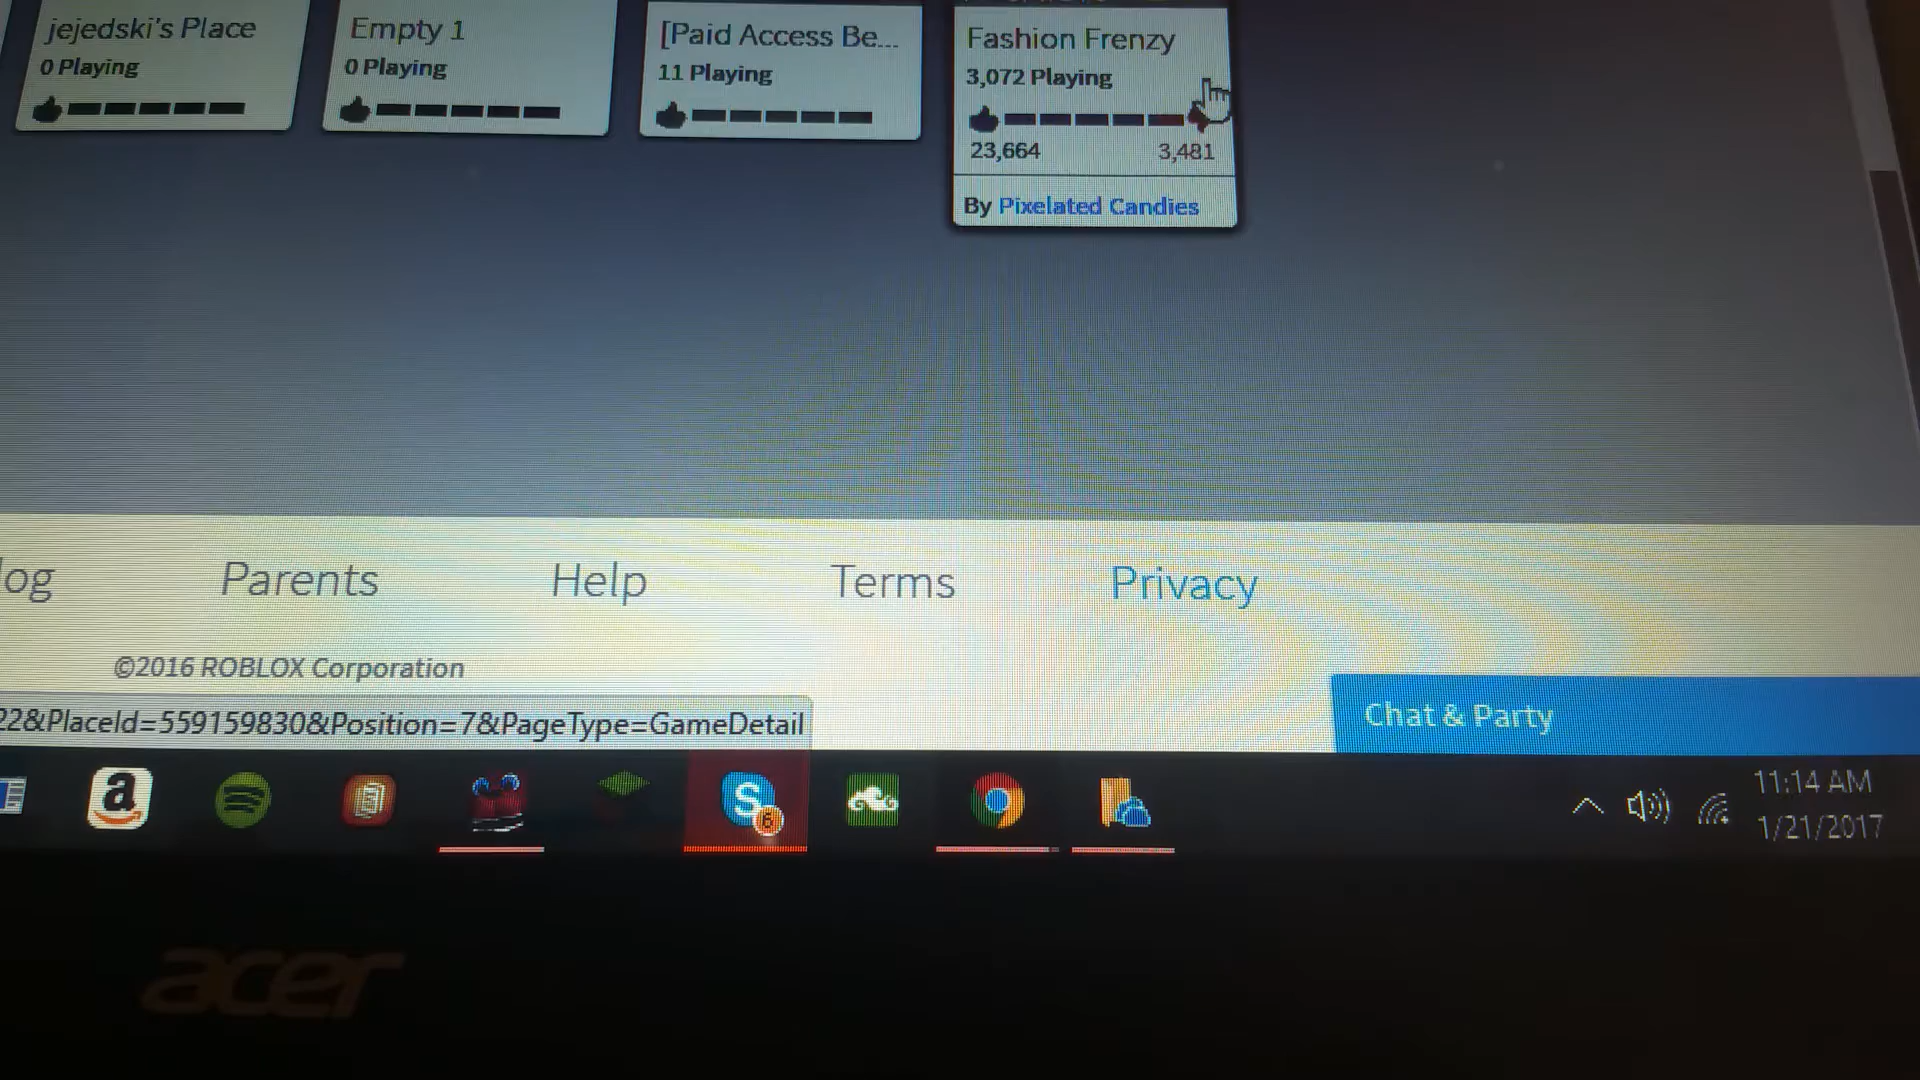 jejedski's Place
0 Playing
Empty 1
0 Playing
[Paid Access Be...
11 Playing
Fashion Frenzy
3,072 Playing
23,664 3,481
By Pixelated Candies
log Parents Help Terms Privacy
©2016 ROBLOX Corporation
22&PlaceId=559159830&Position=7&PageType=GameDetail
Chat & Party
a
S
6
11:14 AM
1/21/2017
acer